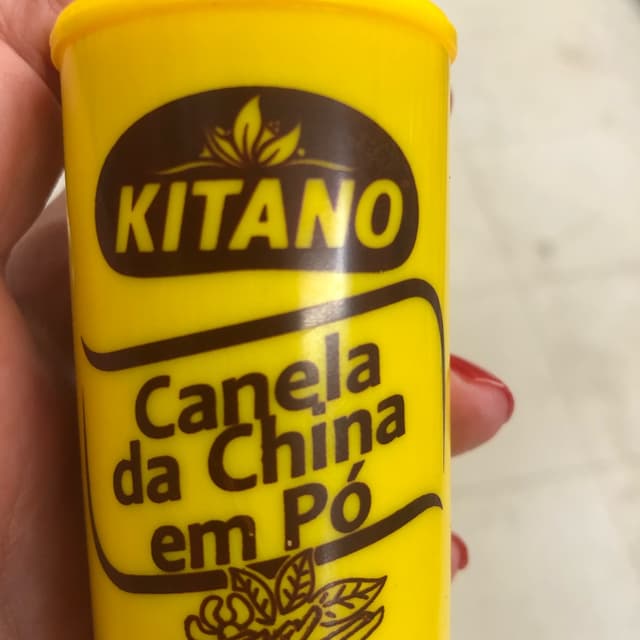 KITANO
Canela
da China
em Pó